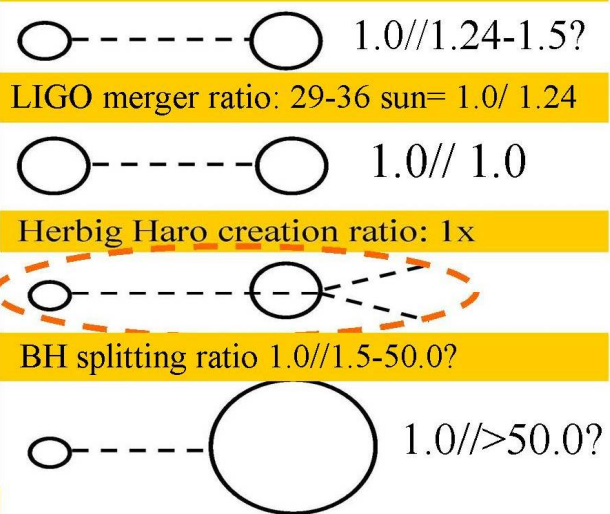 1.0//1.24-1.5?
LIGO merger ratio: 29-36 sun= 1.0/ 1.24
1.0// 1.0
Herbig Haro creation ratio: 1x
BH splitting ratio 1.0//1.5-50.0?
1.0//>50.0?